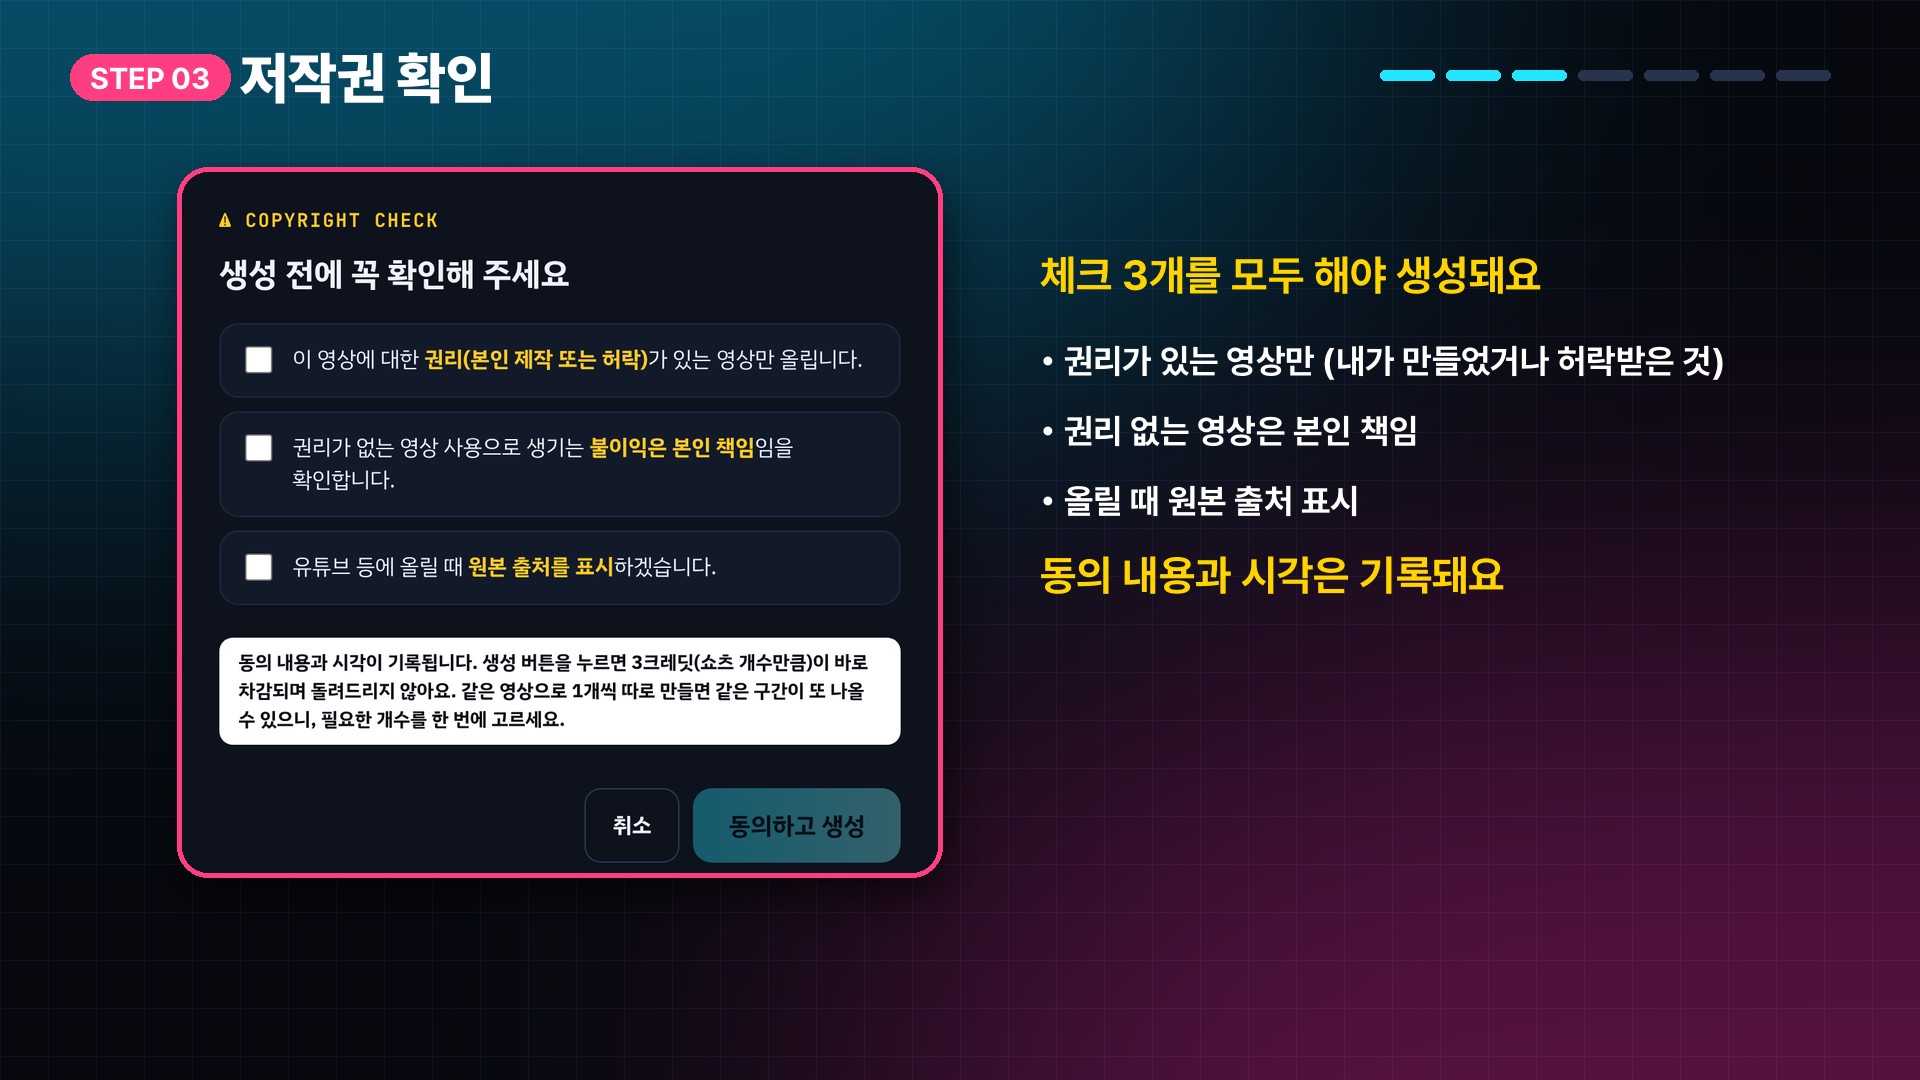 STEP 03 저작권 확인
⚠ COPYRIGHT CHECK
생성 전에 꼭 확인해 주세요
이 영상에 대한 권리(본인 제작 또는 허락)가 있는 영상만 올립니다.
권리가 없는 영상 사용으로 생기는 불이익은 본인 책임임을
확인합니다.
유튜브 등에 올릴 때 원본 출처를 표시하겠습니다.
동의 내용과 시각이 기록됩니다. 생성 버튼을 누르면 3크레딧(쇼츠 개수만큼)이 바로
차감되며 돌려드리지 않아요. 같은 영상으로 1개씩 따로 만들면 같은 구간이 또 나올
수 있으니, 필요한 개수를 한 번에 고르세요.
취소
동의하고 생성
체크 3개를 모두 해야 생성돼요
• 권리가 있는 영상만 (내가 만들었거나 허락받은 것)
• 권리 없는 영상은 본인 책임
• 올릴 때 원본 출처 표시
동의 내용과 시각은 기록돼요